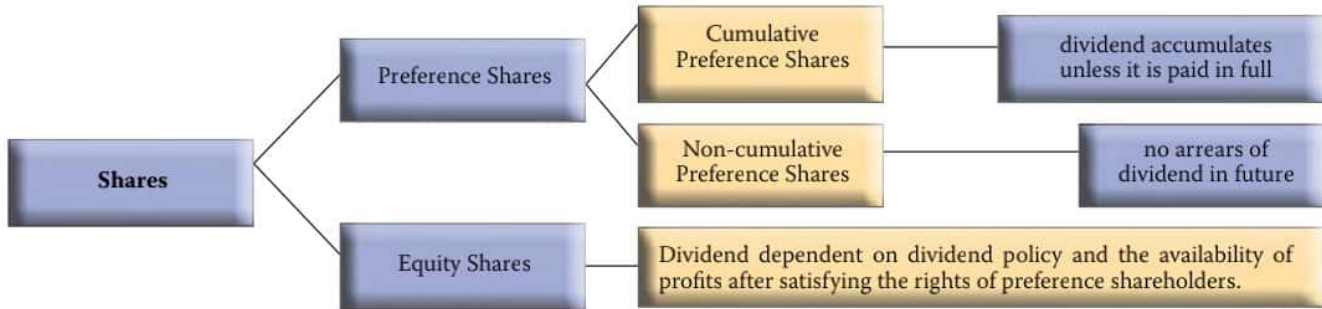 Cumulative
Preference Shares
dividend accumulates
unless it is paid in full
Preference Shares
Non-cumulative
Preference Shares
no arrears of
dividend in future
Shares
Equity Shares
Dividend dependent on dividend policy and the availability of
profits after satisfying the rights of preference shareholders.